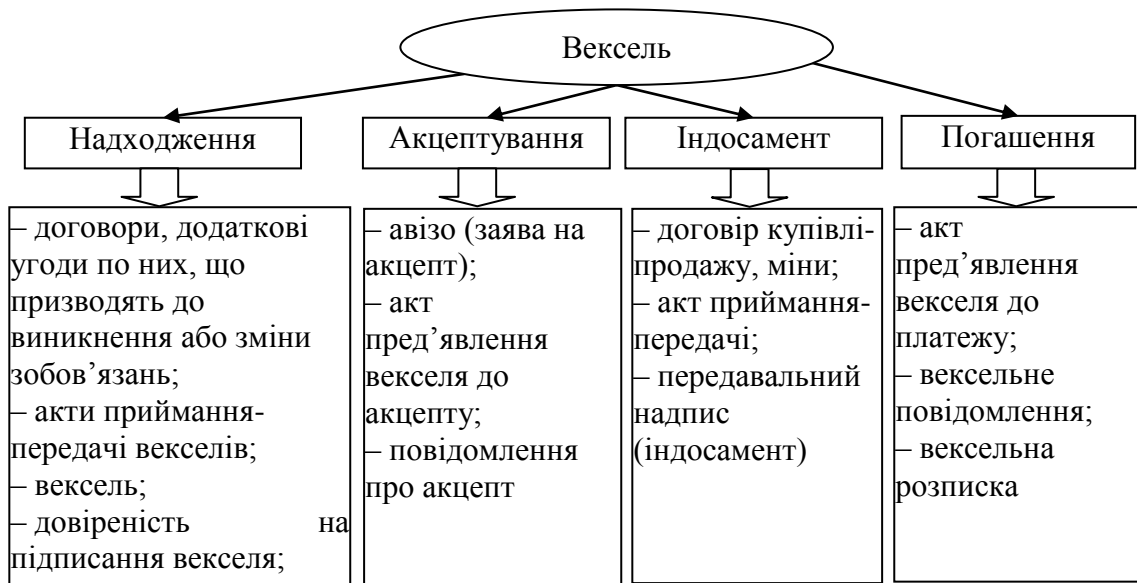 Вексель
Надходження
Акцептування
Індосамент
Погашення
– договори, додаткові
угоди по них, що
призводять до
виникнення або зміни
зобов’язань;
– акти приймання-
передачі векселів;
– вексель;
– довіреність на
підписання векселя;
– авізо (заява на
акцепт);
– акт
пред’явлення
векселя до
акцепту;
– повідомлення
про акцепт
– договір купівлі-
продажу, міни;
– акт приймання-
передачі;
– передавальний
надпис
(індосамент)
– акт
пред’явлення
векселя до
платежу;
– вексельне
повідомлення;
– вексельна
розписка